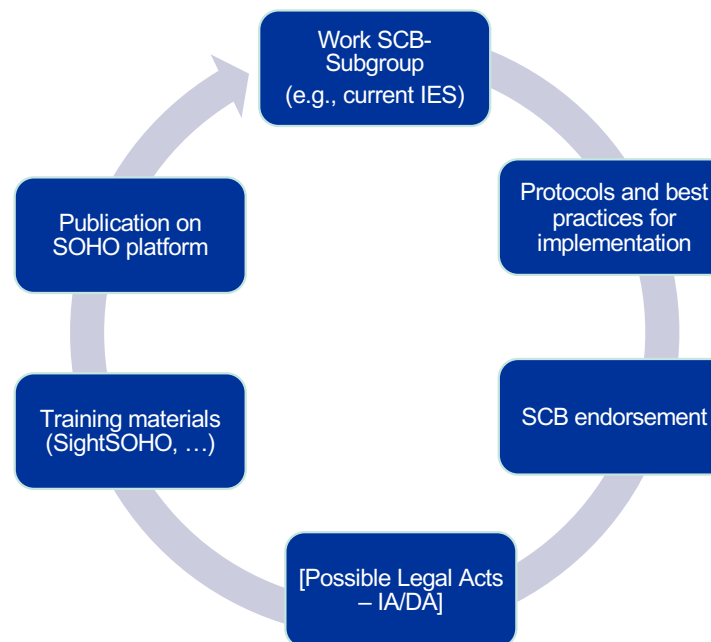 Work SCB-
Subgroup
(e.g., current IES)
Protocols and best
practices for
implementation
SCB endorsement
[Possible Legal Acts
– IA/DA]
Training materials
(SightSOHO, …)
Publication on
SOHO platform